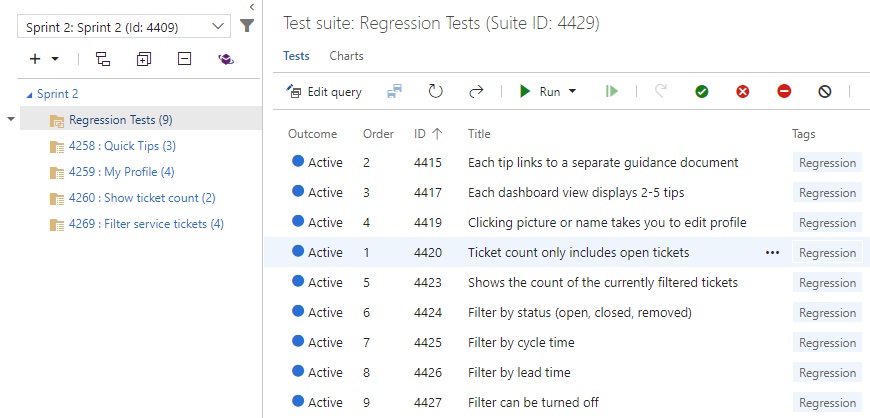 Sprint 2: Sprint 2 (Id: 4409)
Sprint 2
Regression Tests (9)
4258 : Quick Tips (3)
4259 : My Profile (4)
4260 : Show ticket count (2)
4269 : Filter service tickets (4)
Test suite: Regression Tests (Suite ID: 4429)
Tests Charts
Edit query Run
Outcome Order ID Title Tags
Active 2 4415 Each tip links to a separate guidance document Regression
Active 3 4417 Each dashboard view displays 2-5 tips Regression
Active 4 4419 Clicking picture or name takes you to edit profile Regression
Active 1 4420 Ticket count only includes open tickets Regression
Active 5 4423 Shows the count of the currently filtered tickets Regression
Active 6 4424 Filter by status (open, closed, removed) Regression
Active 7 4425 Filter by cycle time Regression
Active 8 4426 Filter by lead time Regression
Active 9 4427 Filter can be turned off Regression